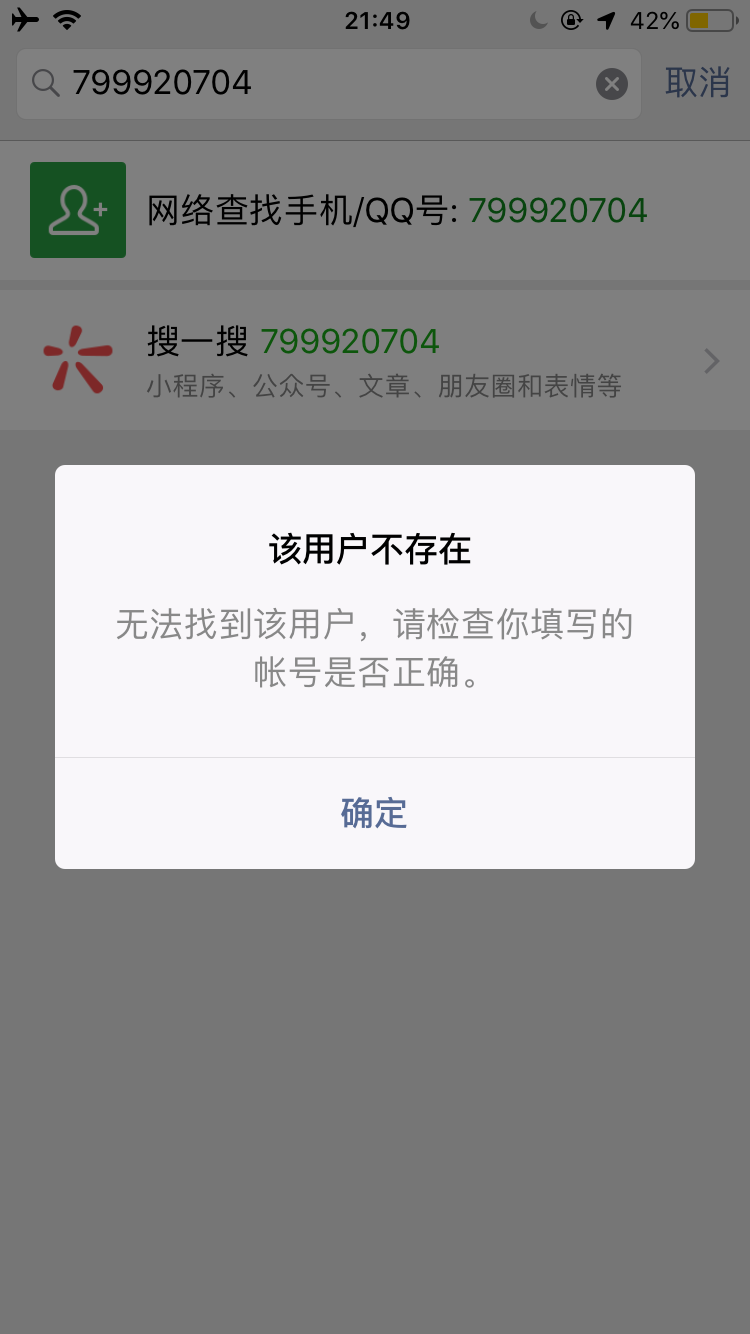 21:49
42%
799920704
取消
网络查找手机/QQ号: 799920704
搜一搜 799920704
小程序、公众号、文章、朋友圈和表情等
该用户不存在
无法找到该用户，请检查你填写的
帐号是否正确。
确定